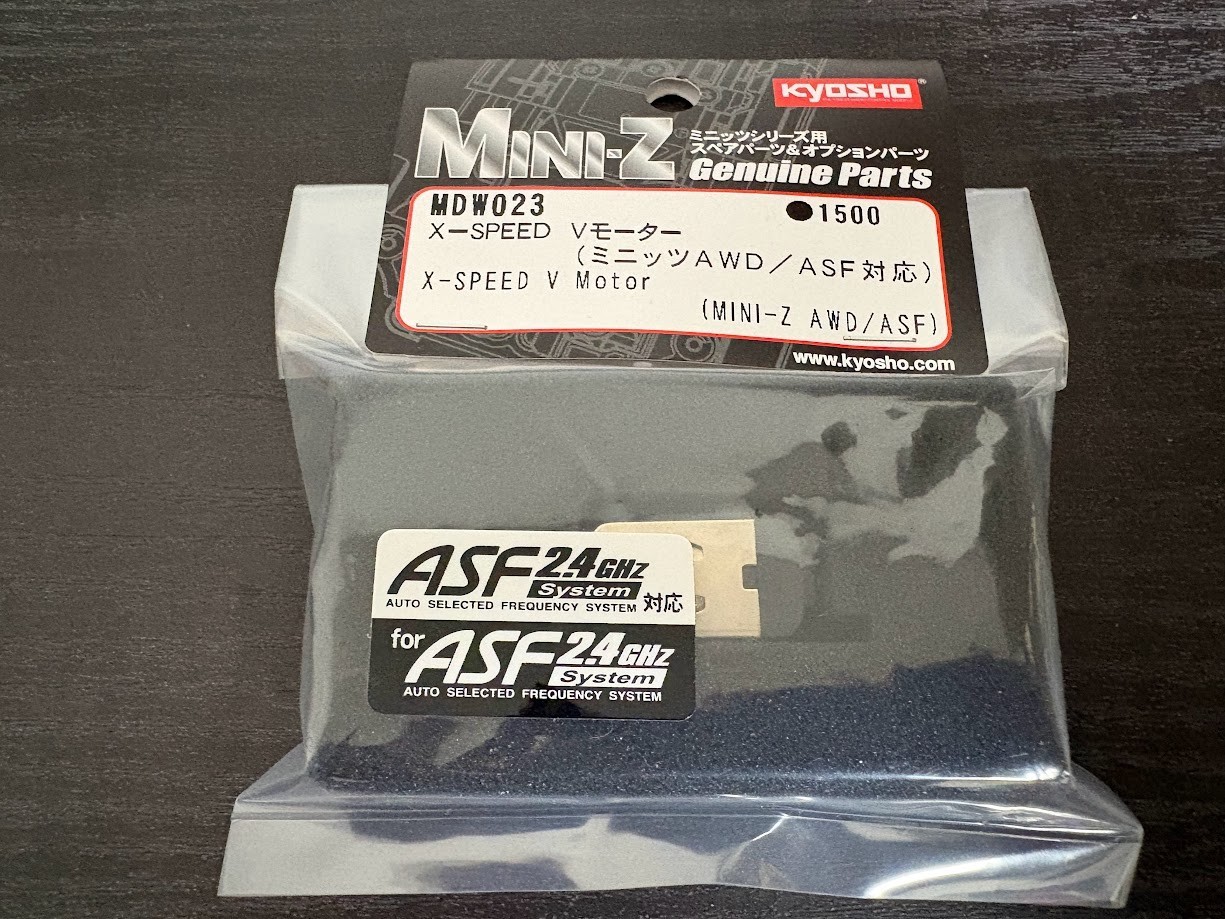 KYOSHO
MINI-Z
ミニッツシリーズ用
スペアパーツ&オプションパーツ
Genuine Parts
MDW023
●1500
X-SPEED Vモーター
(ミニッツAWD/ASF対応)
X-SPEED V Motor
(MINI-Z AWD/ASF)
www.kyosho.com
ASF 2.4GHz
System
AUTO SELECTED FREQUENCY SYSTEM 対応
for ASF 2.4GHz
System
AUTO SELECTED FREQUENCY SYSTEM